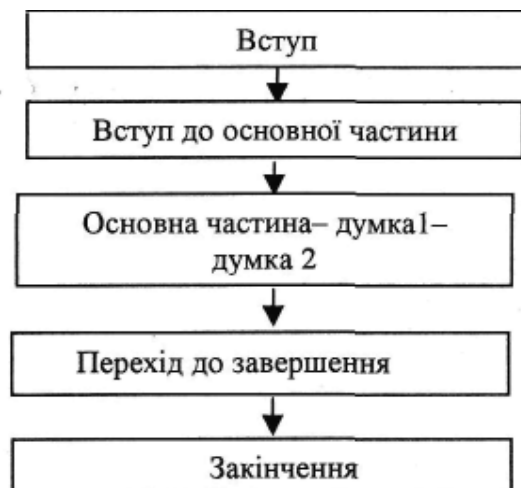 Вступ
Вступ до основної частини
Основна частина– думка1–
думка 2
Перехід до завершення
Закінчення